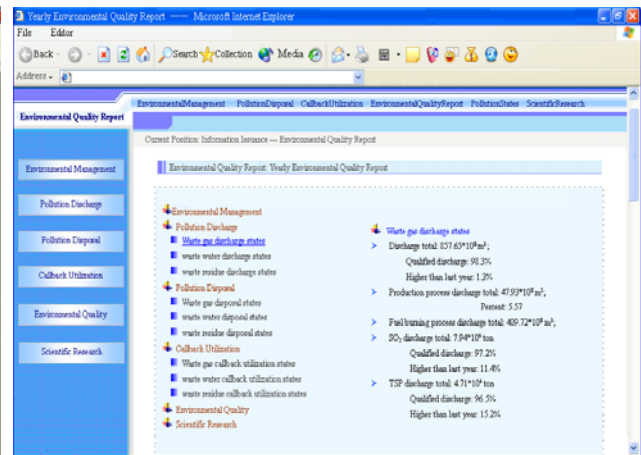 Yearly Environmental Quality Report —— Microsoft Internet Explorer
File Editor
Back Search Collection Media
Address
EnvironmentalManagement PollutionDisposal CallbackUtilization EnvironmentalQualityReport PollutionStates ScientificResearch
Environmental Quality Report
Current Position: Information Issuance --- Environmental Quality Report
Environmental Quality Report: Yearly Environmental Quality Report
Environmental Management
Pollution Discharge
Pollution Disposal
Callback Utilization
Environmental Quality
Scientific Research
Environmental Management
Pollution Discharge
Waste gas discharge states
waste water discharge states
waste residue discharge states
Pollution Disposal
Waste gas disposal states
waste water disposal states
waste residue disposal states
Callback Utilization
Waste gas callback utilization states
waste water callback utilization states
waste residue callback utilization states
Environmental Quality
Scientific Research
Waste gas discharge states
Discharge total: 857.65*10⁸m³;
Qualified discharge: 98.3%
Higher than last year: 1.3%
Production process discharge total: 47.93*10⁸m³;
Percent: 5.57
Fuel burning process discharge total: 409.72*10⁸m³;
SO₂ discharge total: 7.94*10⁴ ton
Qualified discharge: 97.2%
Higher than last year: 11.4%
TSP discharge total: 4.71*10⁴ ton
Qualified discharge: 96.5%
Higher than last year: 15.2%